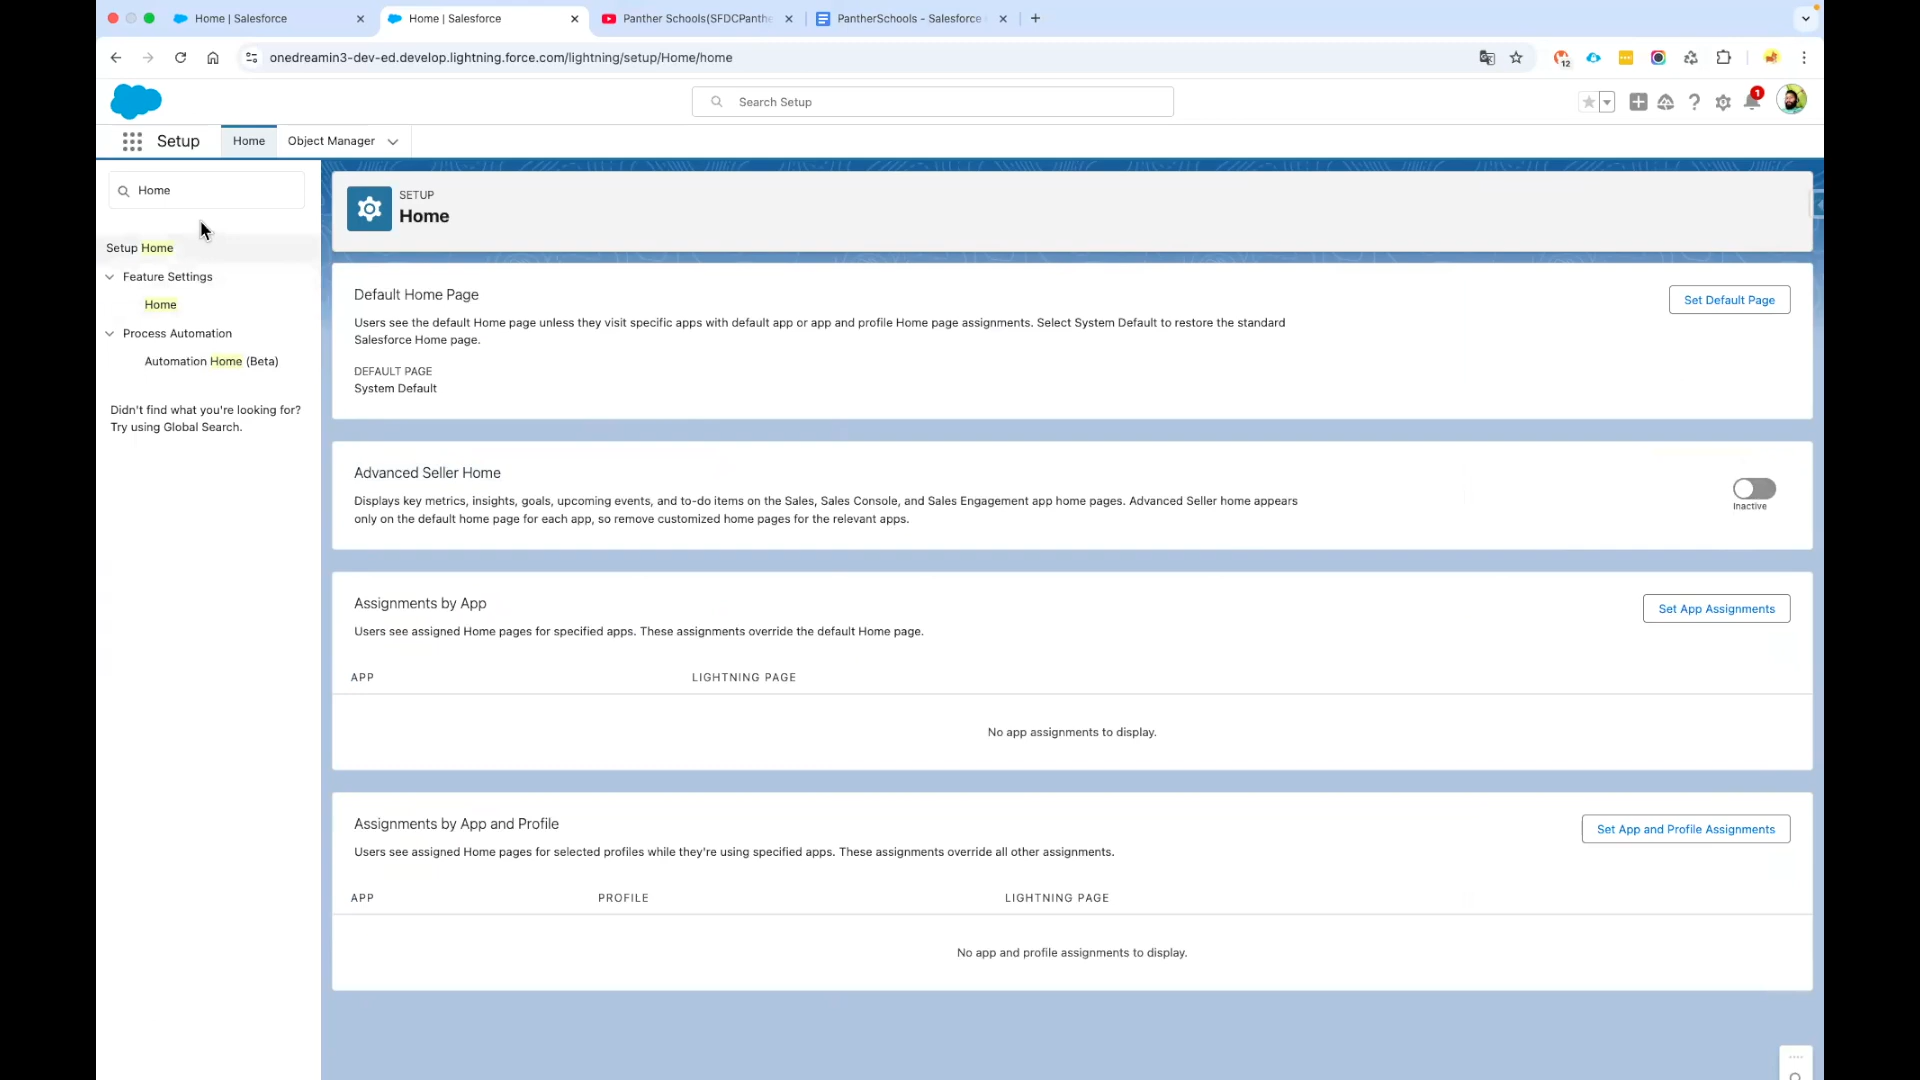 Home | Salesforce
Home | Salesforce
Panther Schools(SFDCPanthe
PantherSchools - Salesforce
onedreamin3-dev-ed.develop.lightning.force.com/lightning/setup/Home/home
12
Search Setup
1
Setup
Home
Object Manager
Home
Setup Home
Feature Settings
Home
Process Automation
Automation Home (Beta)
Didn't find what you're looking for?
Try using Global Search.
SETUP
Home
Default Home Page
Set Default Page
Users see the default Home page unless they visit specific apps with default app or app and profile Home page assignments. Select System Default to restore the standard
Salesforce Home page.
DEFAULT PAGE
System Default
Advanced Seller Home
Displays key metrics, insights, goals, upcoming events, and to-do items on the Sales, Sales Console, and Sales Engagement app home pages. Advanced Seller home appears
only on the default home page for each app, so remove customized home pages for the relevant apps.
Inactive
Assignments by App
Set App Assignments
Users see assigned Home pages for specified apps. These assignments override the default Home page.
APP
LIGHTNING PAGE
No app assignments to display.
Assignments by App and Profile
Set App and Profile Assignments
Users see assigned Home pages for selected profiles while they're using specified apps. These assignments override all other assignments.
APP
PROFILE
LIGHTNING PAGE
No app and profile assignments to display.